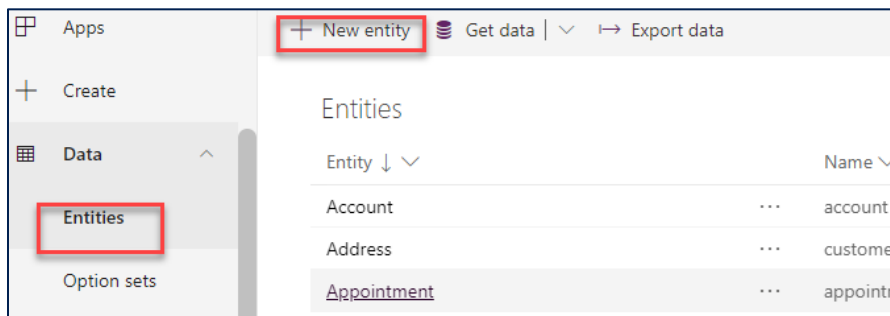 Apps
+ New entity
Get data
Export data
Create
Entities
Data
Entity
Name
Entities
Account
account
Address
Option sets
Appointment